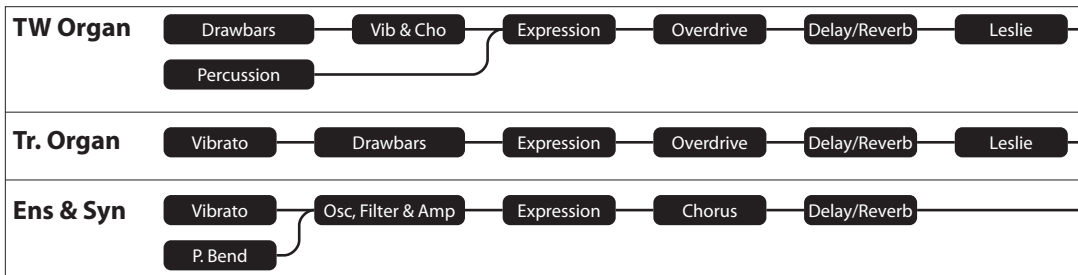 TW Organ Drawbars Vib & Cho Expression Overdrive Delay/Reverb Leslie
Percussion
Tr. Organ Vibrato Drawbars Expression Overdrive Delay/Reverb Leslie
Ens & Syn Vibrato Osc, Filter & Amp Expression Chorus Delay/Reverb
P. Bend